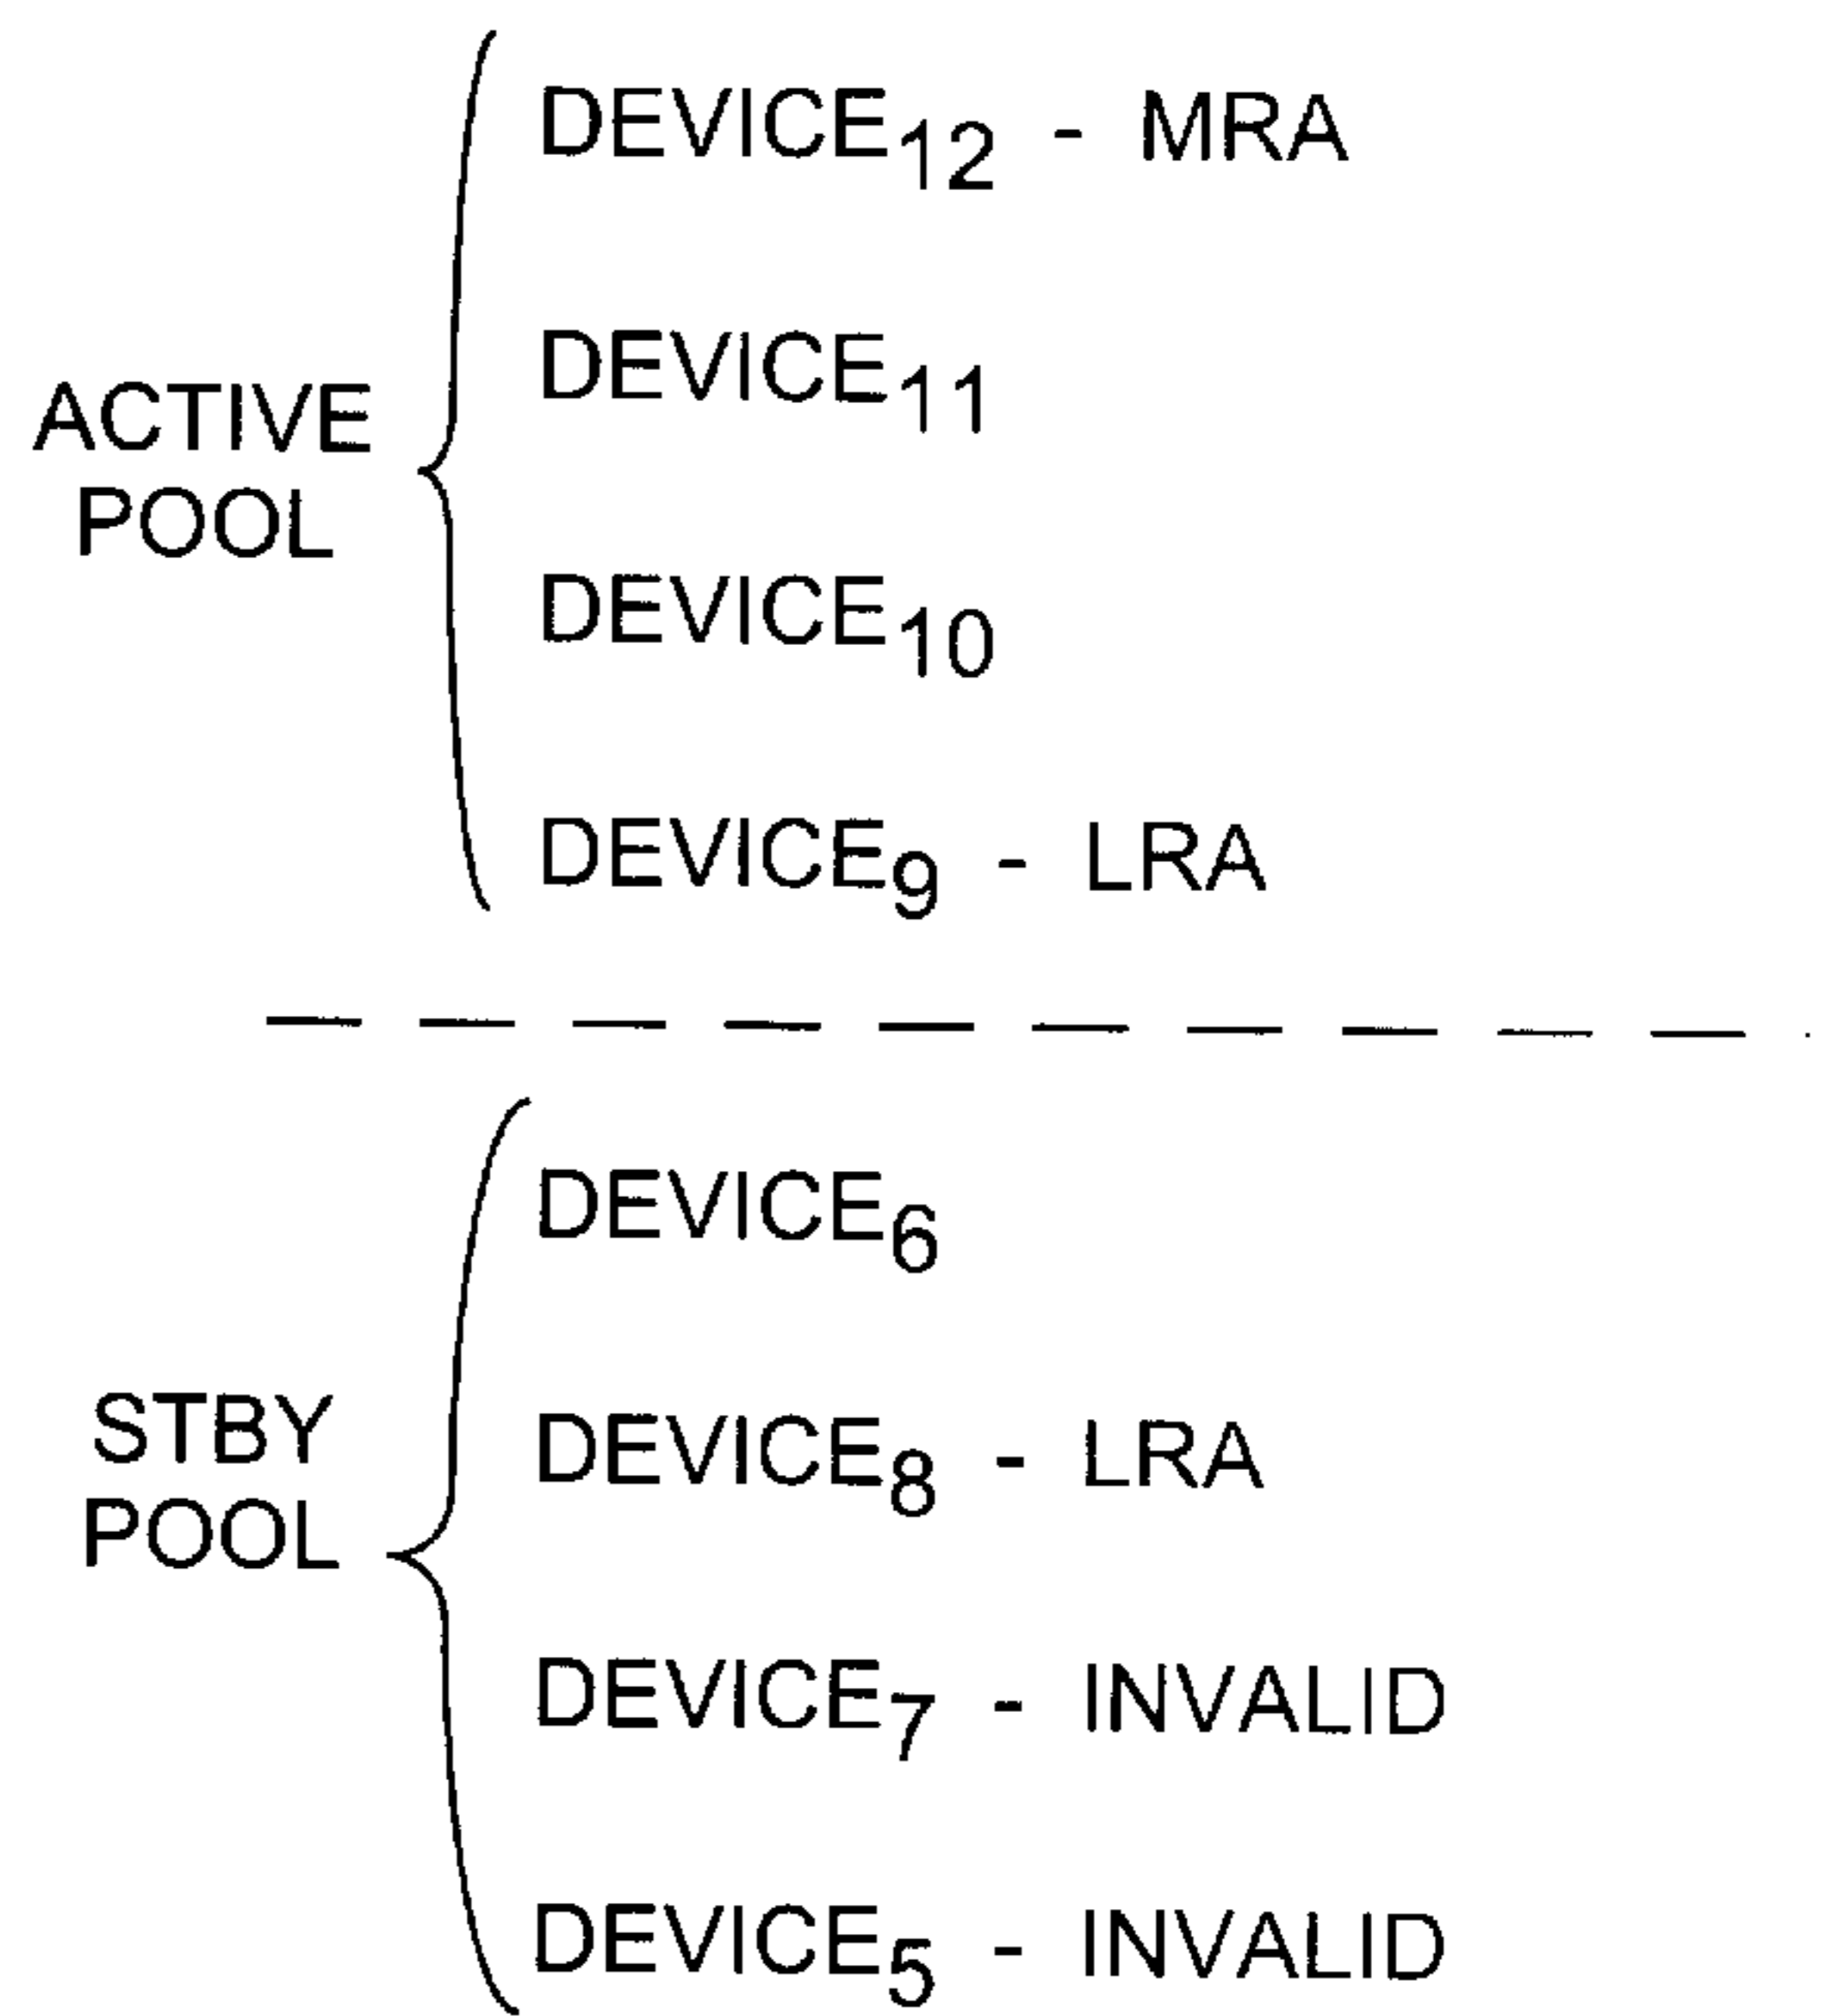 DEVICE12 - MRA
DEVICE11
ACTIVE
POOL
DEVICE10
DEVICE9 - LRA
DEVICE6
DEVICE8 - LRA
STBY
POOL
DEVICE7 - INVALID
DEVICE5 - INVALID